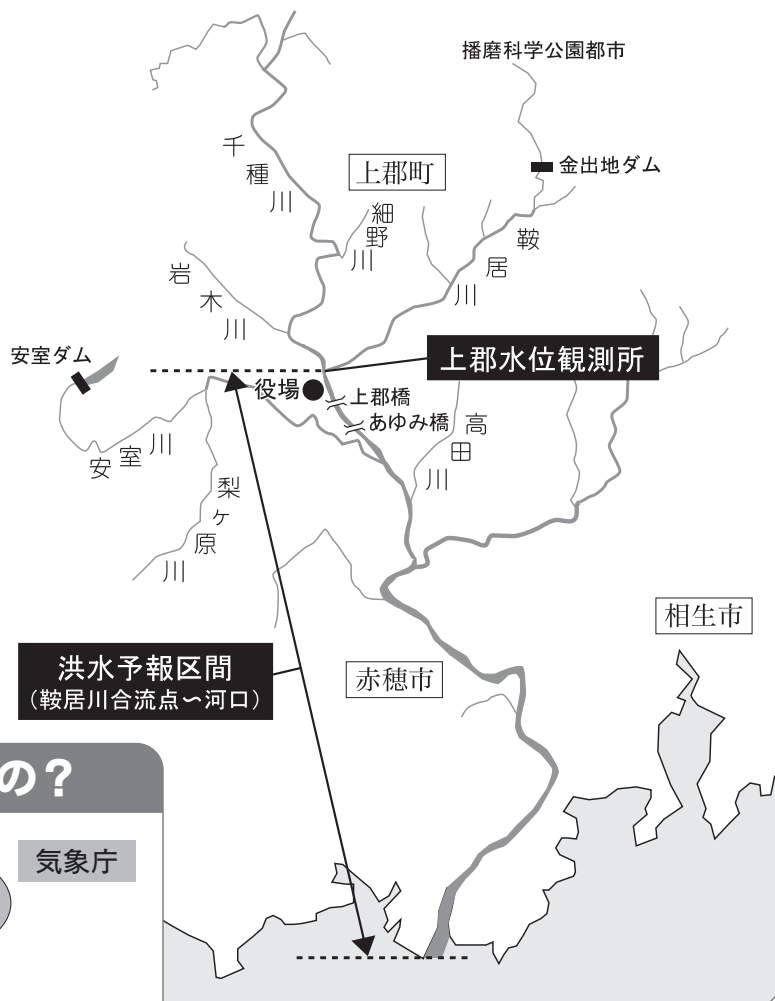 播磨科学公園都市
金出地ダム
千種川
上郡町
細野川
鞍居川
岩木川
安室ダム
上郡水位観測所
役場
上郡橋
あゆみ橋
高田川
安室川
梨ヶ原川
相生市
洪水予報区間
（鞍居川合流点〜河口）
赤穂市
の？
気象庁